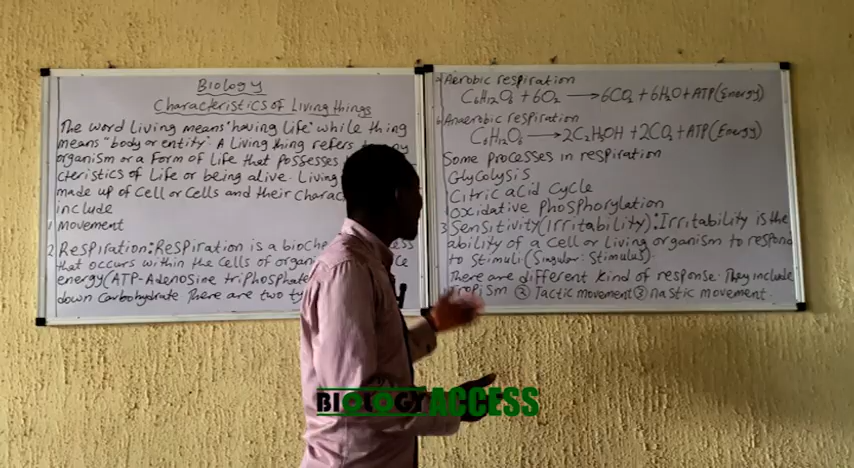 Biology
Characteristics of Living things
The word Living means "having Life" while thing
means "body or entity". A Living thing refers to any
organism or a form of Life that possesses
cteristics of Life or being alive. Living
made up of cell or cells and their Charac
include
1 Movement
2 Respiration: Respiration is a bioche
that occurs within the cells of organi
energy (ATP-Adenosine triphosphate
down carbohydrate There are two ty
a Aerobic respiration
C₆H₁₂O₆ + 6O₂ → 6CO₂ + 6H₂O + ATP (Energy)
b Anaerobic respiration
C₆H₁₂O₆ → 2C₂H₅OH + 2CO₂ + ATP (Energy)
Some Processes in respiration
Glycolysis
Citric acid cycle
Oxidative phosphorylation
3 Sensitivity (Irritability): Irritability is the
ability of a cell or Living organism to respond
to Stimuli (Singular: Stimulus).
There are different kind of response. They include
Tropism ② Tactic movement ③ nastic movement.
BIOLOGY ACCESS